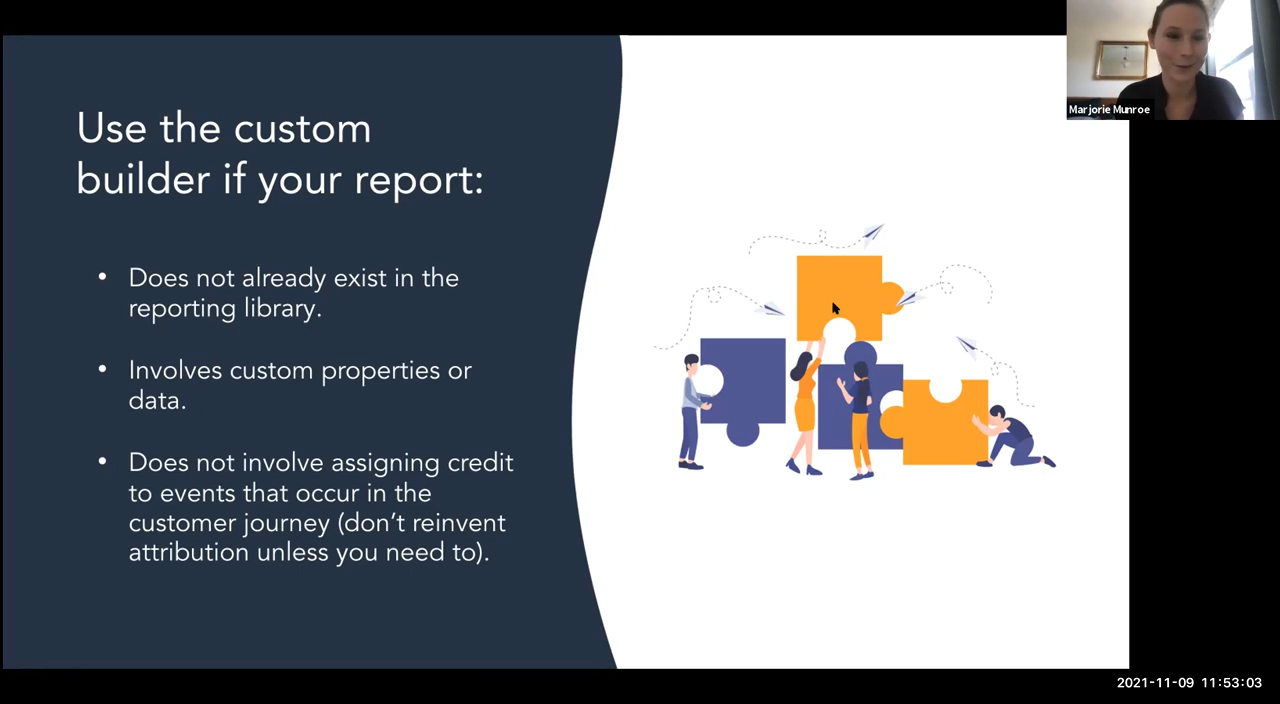 Use the custom
builder if your report:
• Does not already exist in the
reporting library.
• Involves custom properties or
data.
• Does not involve assigning credit
to events that occur in the
customer journey (don’t reinvent
attribution unless you need to).
Marjorie Munroe
2021-11-09 11:53:03